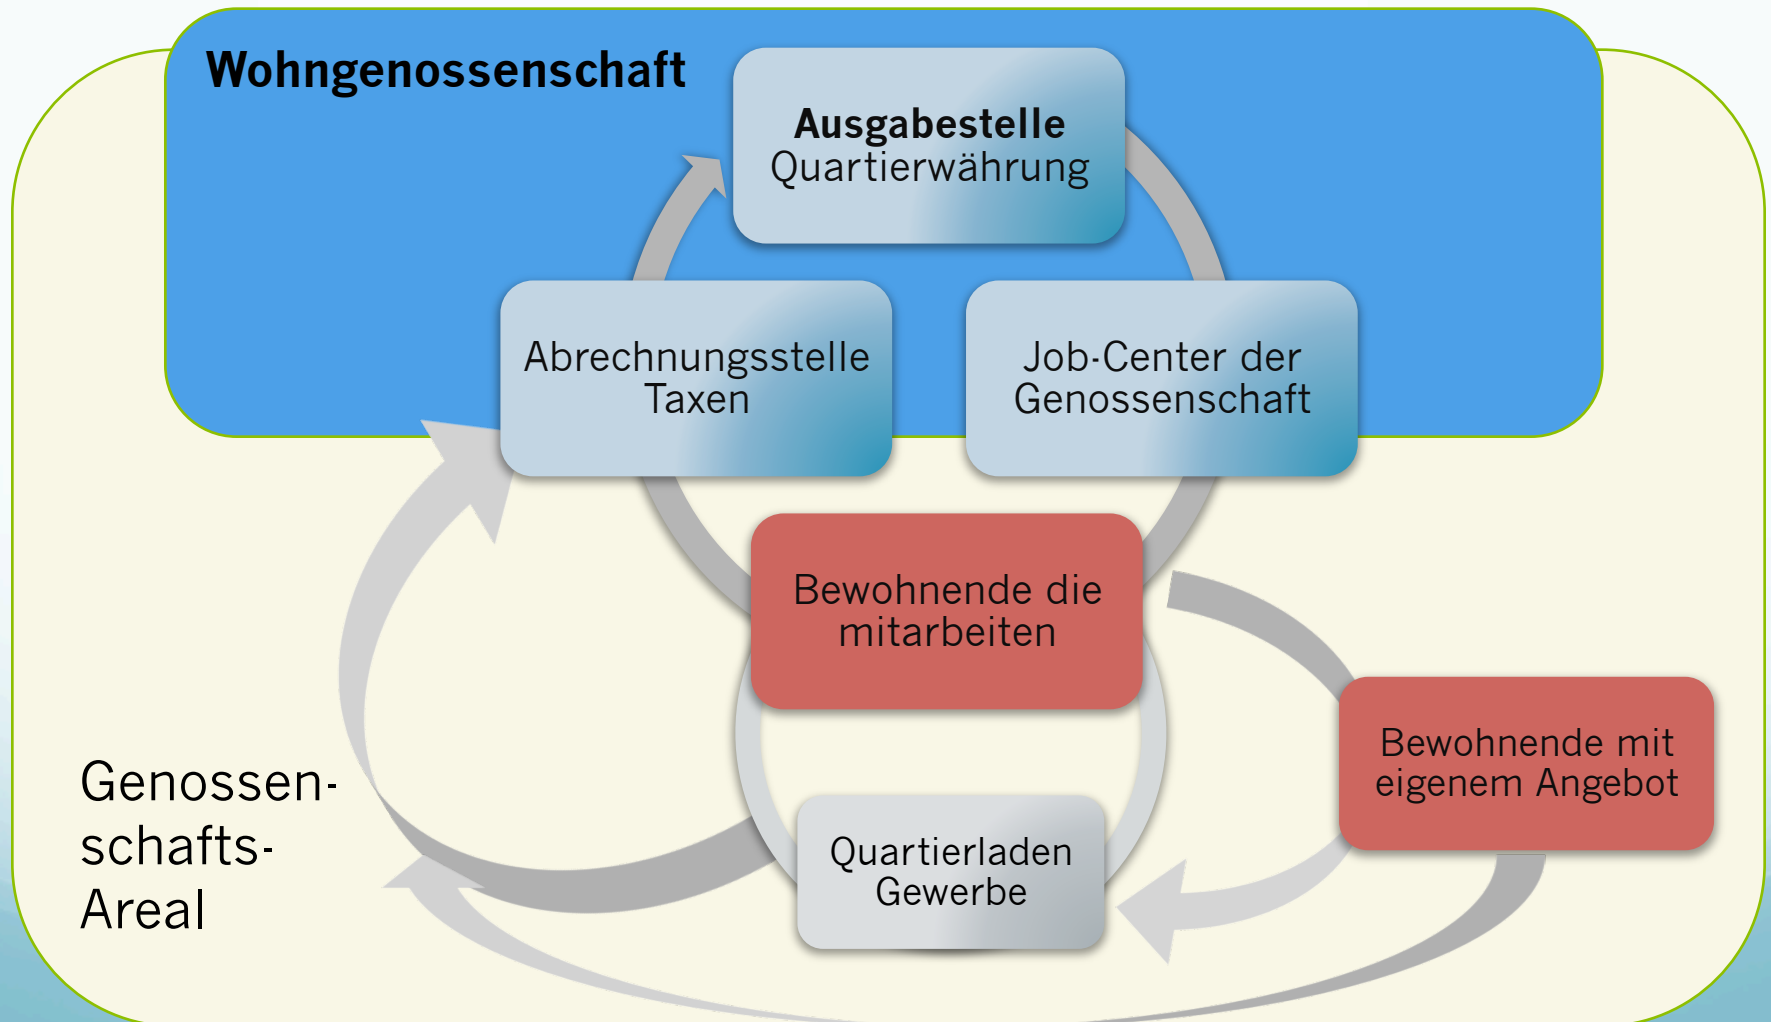 Wohngenossenschaft
Ausgabestelle
Quartierwährung
Abrechnungsstelle
Taxen
Job-Center der
Genossenschaft
Bewohnende die
mitarbeiten
Bewohnende mit
eigenem Angebot
Quartierladen
Gewerbe
Genossen-
schafts-
Areal